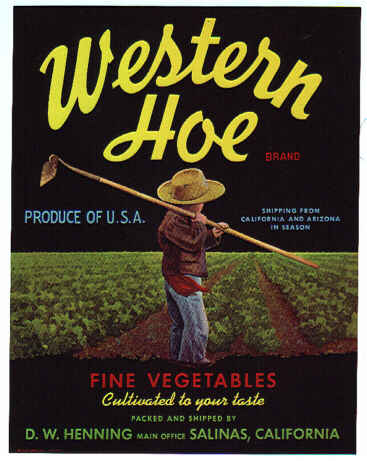 Western
Hoe
BRAND
PRODUCE OF U.S.A.
SHIPPING FROM
CALIFORNIA AND ARIZONA
IN SEASON
FINE VEGETABLES
Cultivated to your taste
PACKED AND SHIPPED BY
D. W. HENNING MAIN OFFICE SALINAS, CALIFORNIA